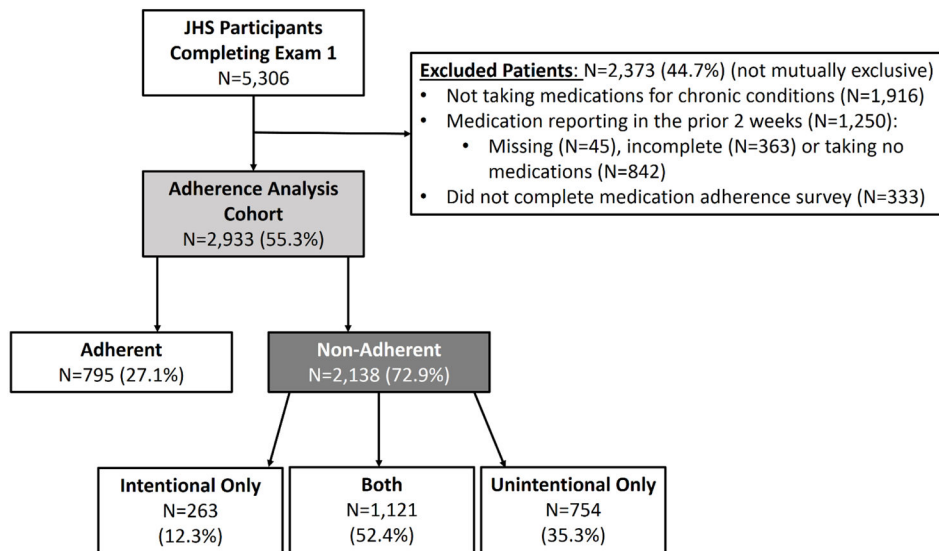 JHS Participants
Completing Exam 1
N=5,306
Excluded Patients: N=2,373 (44.7%) (not mutually exclusive)
• Not taking medications for chronic conditions (N=1,916)
• Medication reporting in the prior 2 weeks (N=1,250):
• Missing (N=45), incomplete (N=363) or taking no
medications (N=842)
• Did not complete medication adherence survey (N=333)
Adherence Analysis
Cohort
N=2,933 (55.3%)
Adherent
N=795 (27.1%)
Non-Adherent
N=2,138 (72.9%)
Intentional Only
N=263
(12.3%)
Both
N=1,121
(52.4%)
Unintentional Only
N=754
(35.3%)